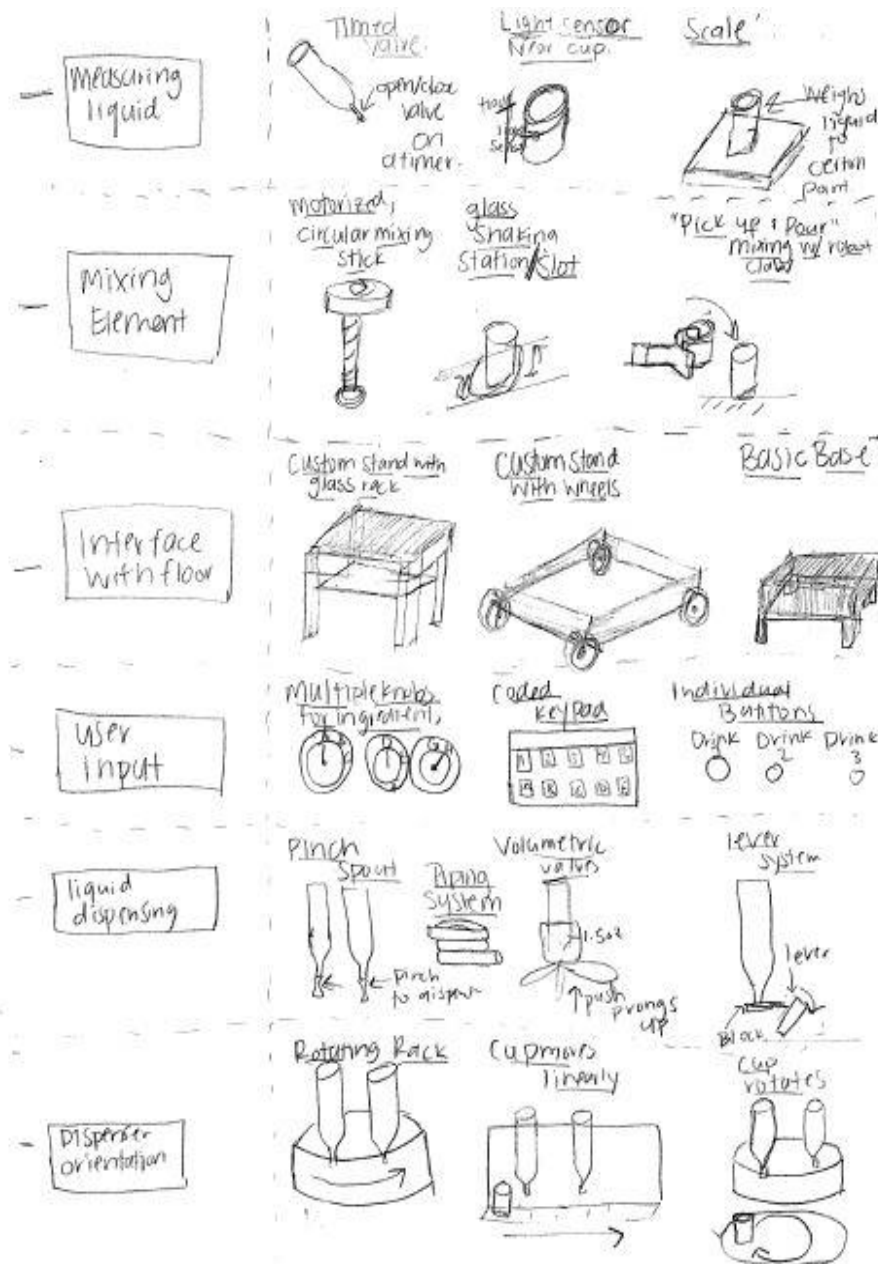 Measuring
liquid
Timed
Valve.
open/close
valve
on
a timer.
Light sensor
Near cup.
Scale
Weighs
liquid
to
certain
point
Mixing
Element
Motorized,
circular mixing
stick
glass
Shaking
Station/Slot
"Pick up & Pour"
mixing w/ robot
claw
Interface
with floor
Custom stand with
glass rack
Custom Stand
with wheels
Basic Base
User
input
Multiple knobs
for ingredients
Coded
Keypad
Individual
Buttons
Drink
Drink
2
Drink
3
liquid
dispensing
Pinch
Spout
pinch
to dispense
Piping
System
Volumetric
valves
1.5oz
push
prongs
up
lever
system
lever
Block
Dispenser
orientation
Rotating Rack
Cup moves
linearly
Cup
rotates